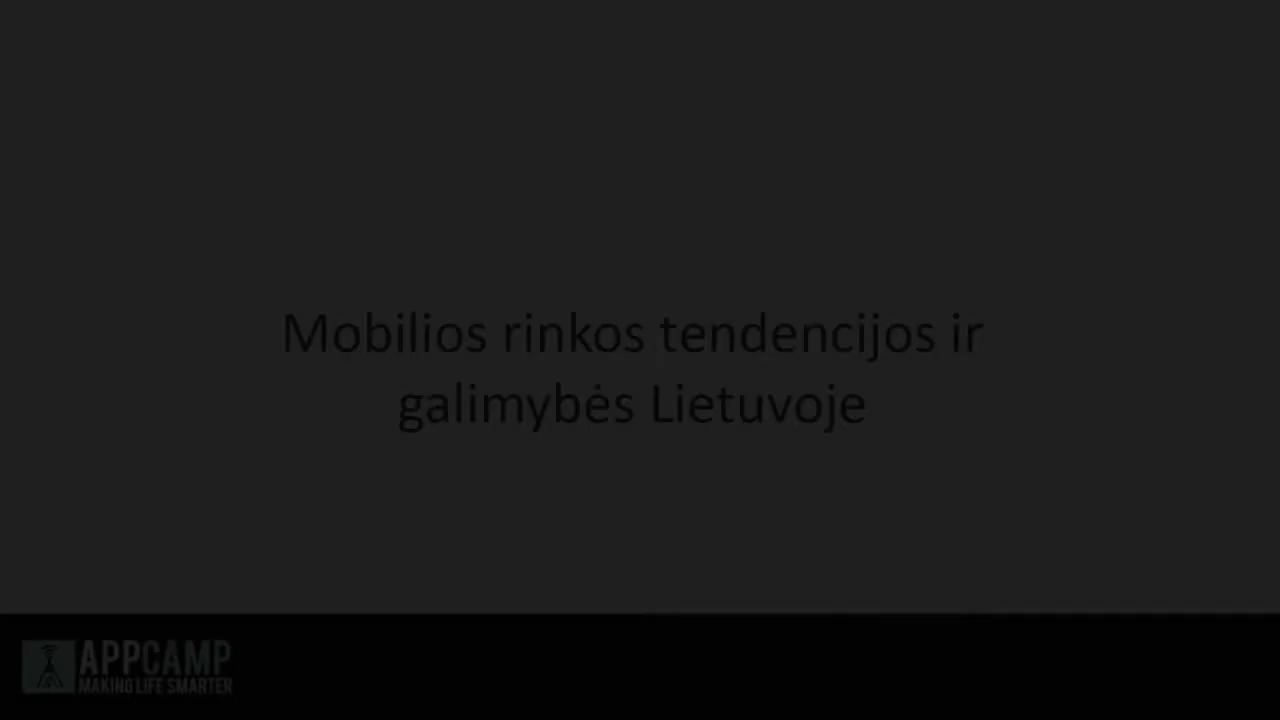 Mobilios rinkos tendencijos ir
galimybės Lietuvoje
APPCAMP
MAKING LIFE SMARTER